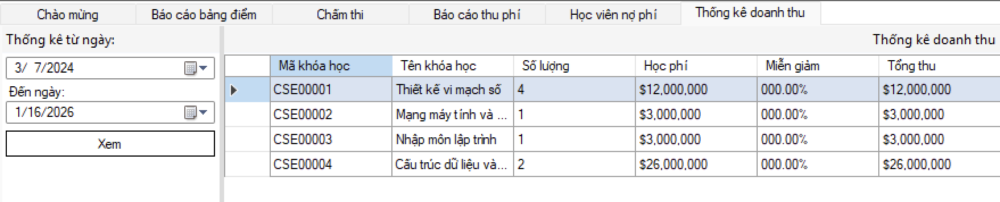 Chào mừng Báo cáo bảng điểm Chấm thi Báo cáo thu phí Học viên nợ phí Thống kê doanh thu
Thống kê từ ngày:
3/ 7/2024
Đến ngày:
1/16/2026
Xem
Thống kê doanh thu
Mã khóa học Tên khóa học Số lượng Học phí Miễn giảm Tổng thu
CSE00001 Thiết kế vi mạch số 4 $12,000,000 000.00% $12,000,000
CSE00002 Mạng máy tính và ... 1 $3,000,000 000.00% $3,000,000
CSE00003 Nhập môn lập trình 1 $3,000,000 000.00% $3,000,000
CSE00004 Cấu trúc dữ liệu và... 2 $26,000,000 000.00% $26,000,000